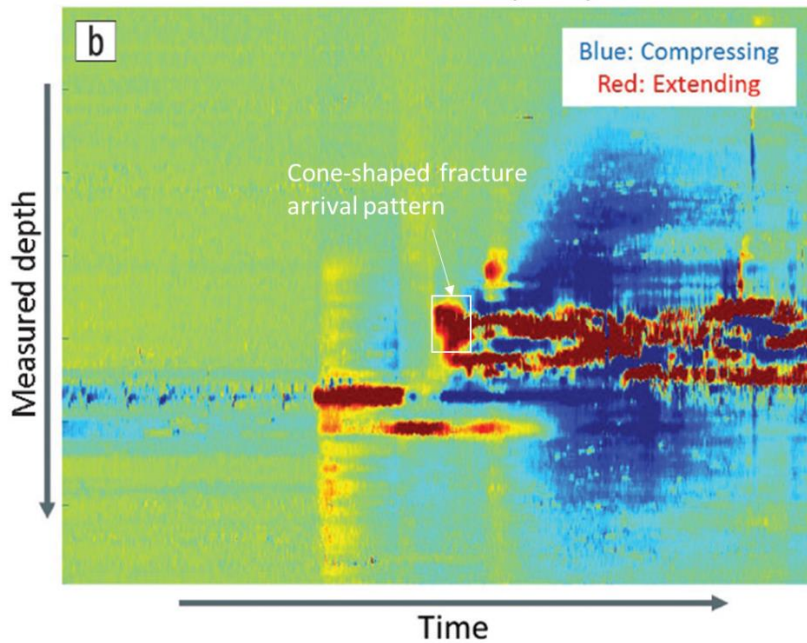 b
Blue: Compressing
Red: Extending
Cone-shaped fracture
arrival pattern
Measured depth
Time